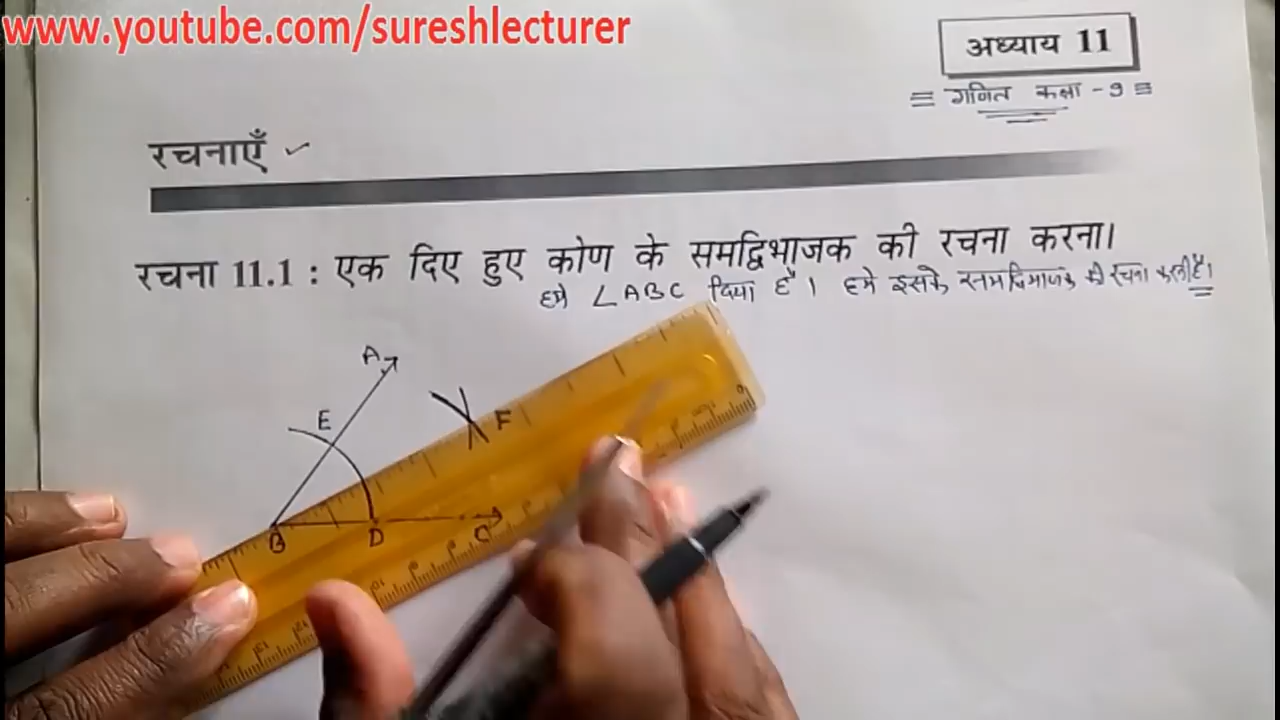 www.youtube.com/sureshlecturer
अध्याय 11
= गणित कक्षा - 9 =
रचनाएँ
रचना 11.1 : एक दिए हुए कोण के समद्विभाजक की रचना करना।
हमे ∠ABC दिया है। हमे इसके समद्विभाजक की रचना करनी है।
A
E
F
B
D
C